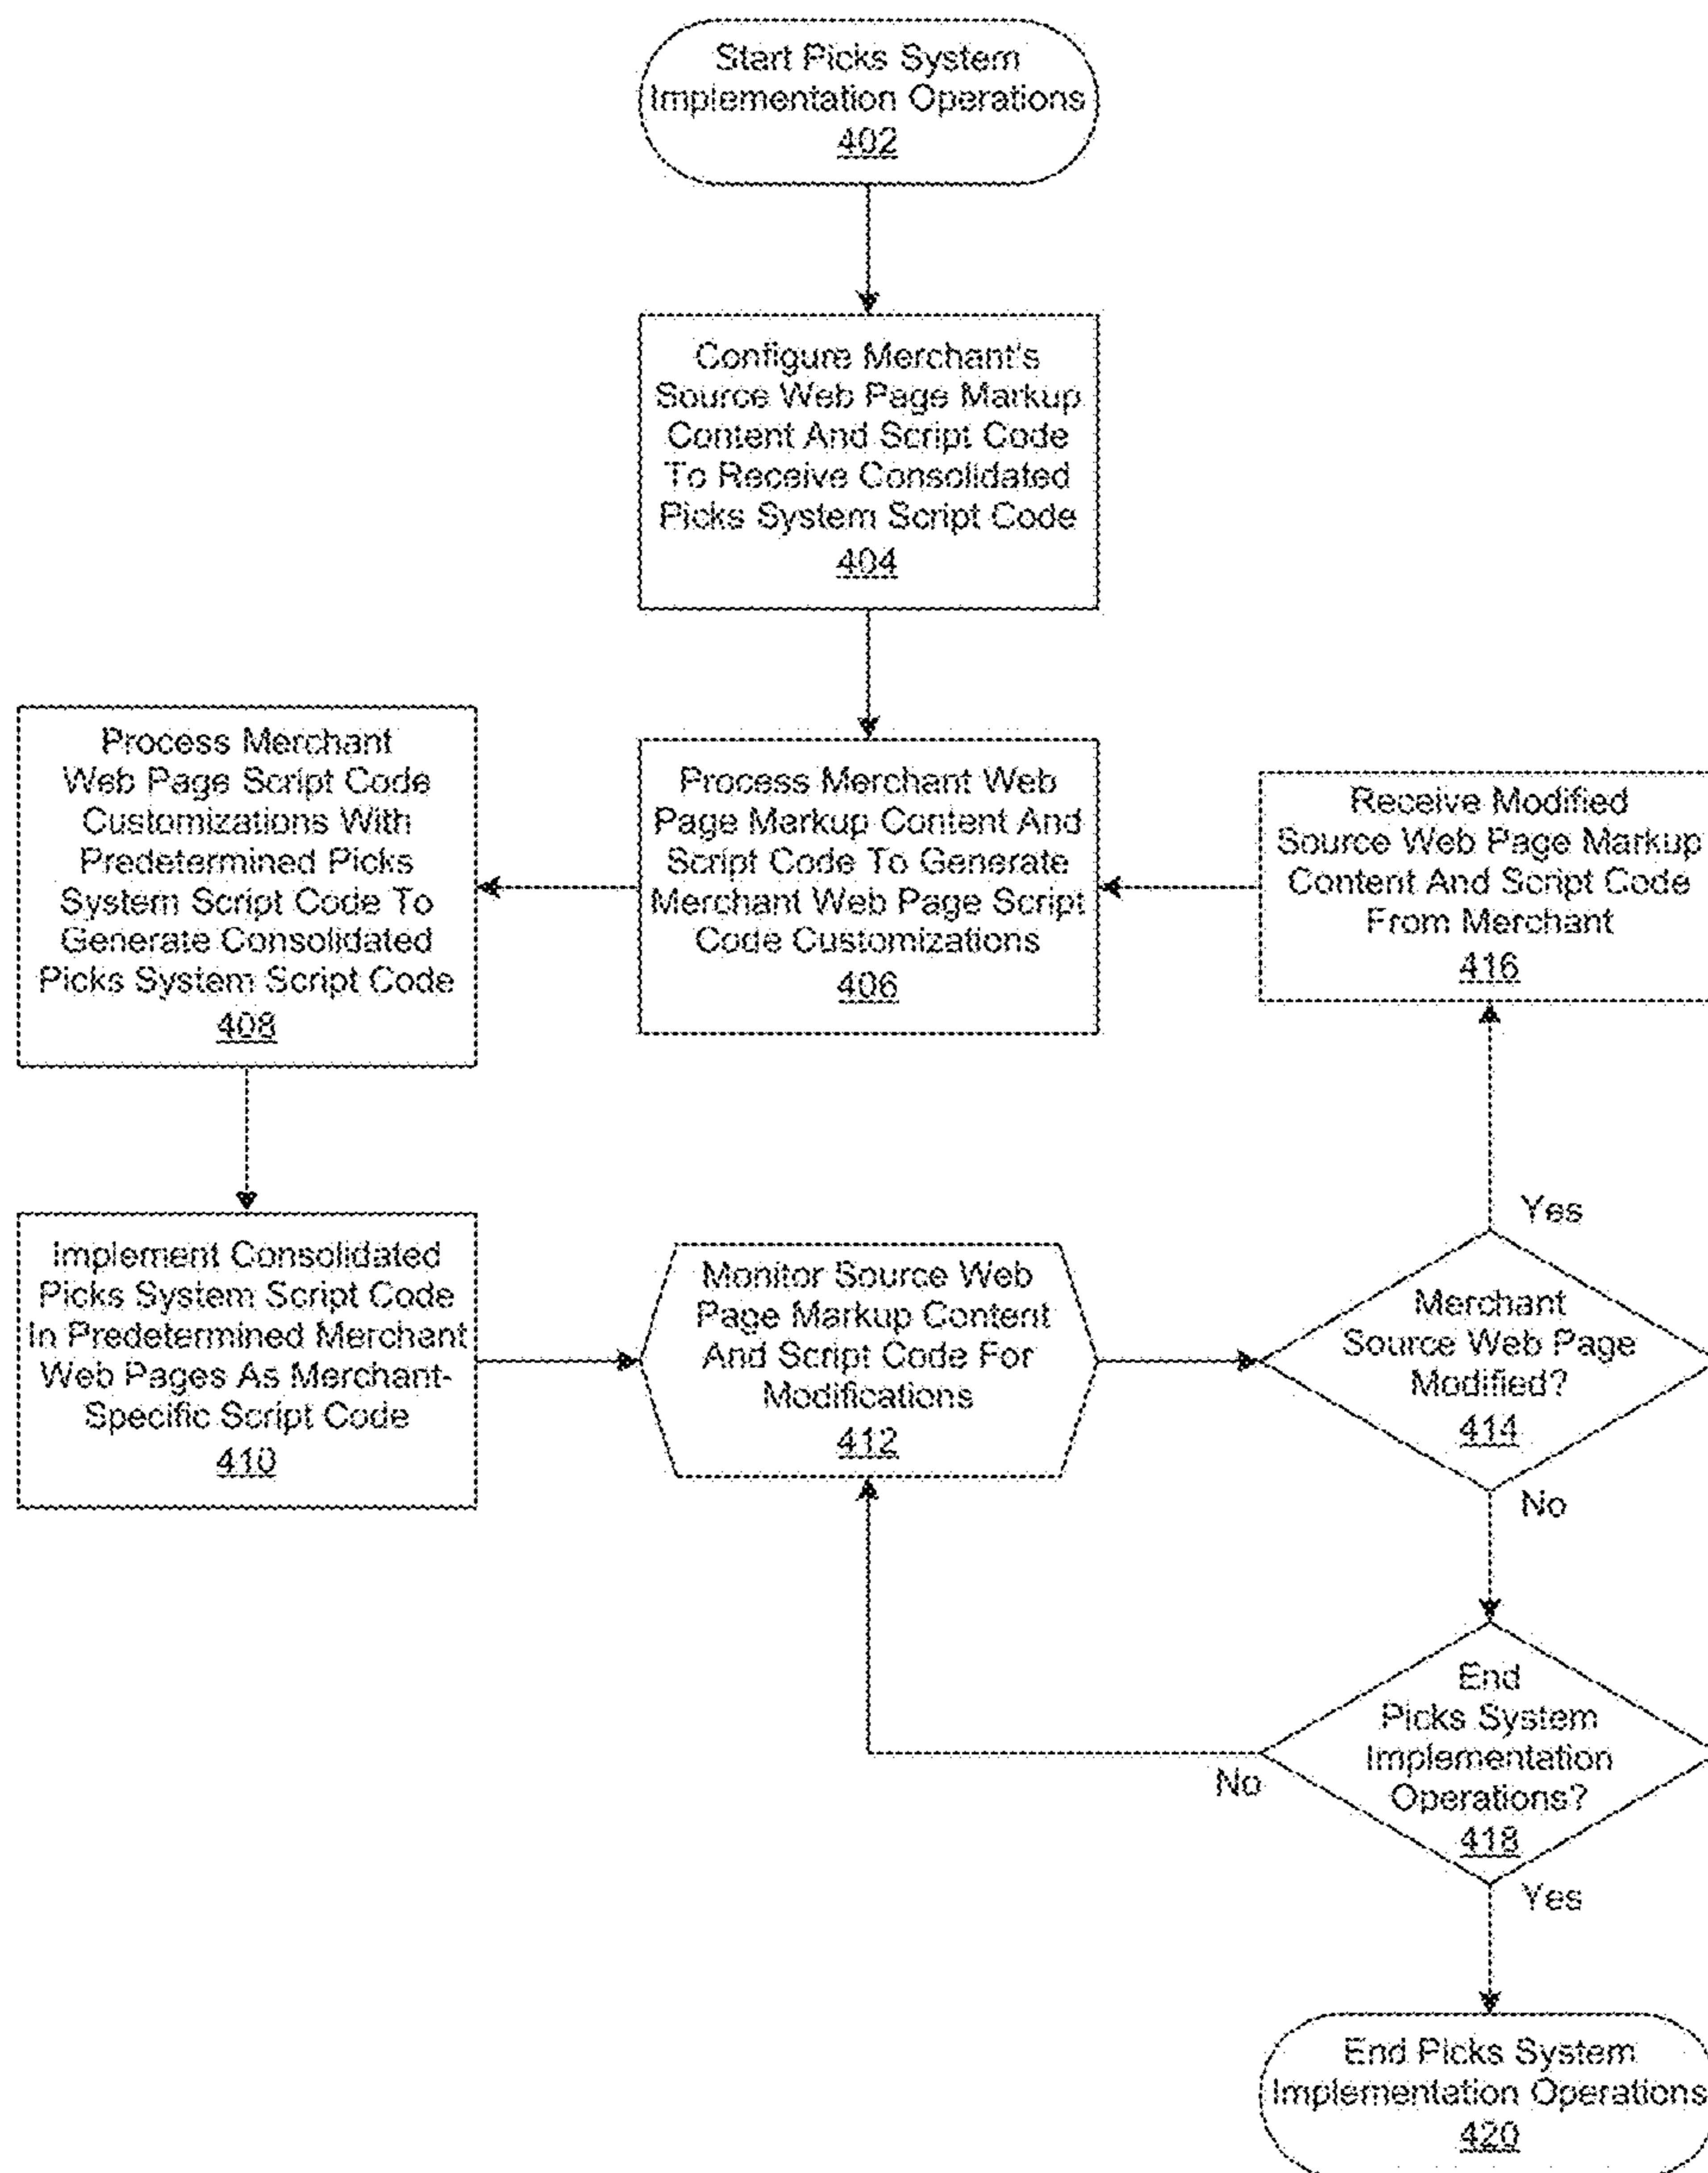 Start Picks System
Implementation Operations
402
Configure Merchant's
Source Web Page Markup
Content And Script Code
To Receive Consolidated
Picks System Script Code
404
Process Merchant
Web Page Script Code
Customizations With
Predetermined Picks
System Script Code To
Generate Consolidated
Picks System Script Code
408
Process Merchant Web
Page Markup Content And
Script Code To Generate
Merchant Web Page Script
Code Customizations
406
Receive Modified
Source Web Page Markup
Content And Script Code
From Merchant
416
Implement Consolidated
Picks System Script Code
In Predetermined Merchant
Web Pages As Merchant-
Specific Script Code
410
Monitor Source Web
Page Markup Content
And Script Code For
Modifications
412
Yes
Merchant
Source Web Page
Modified?
414
No
End
Picks System
Implementation
Operations?
418
No
Yes
End Picks System
Implementation Operations
420